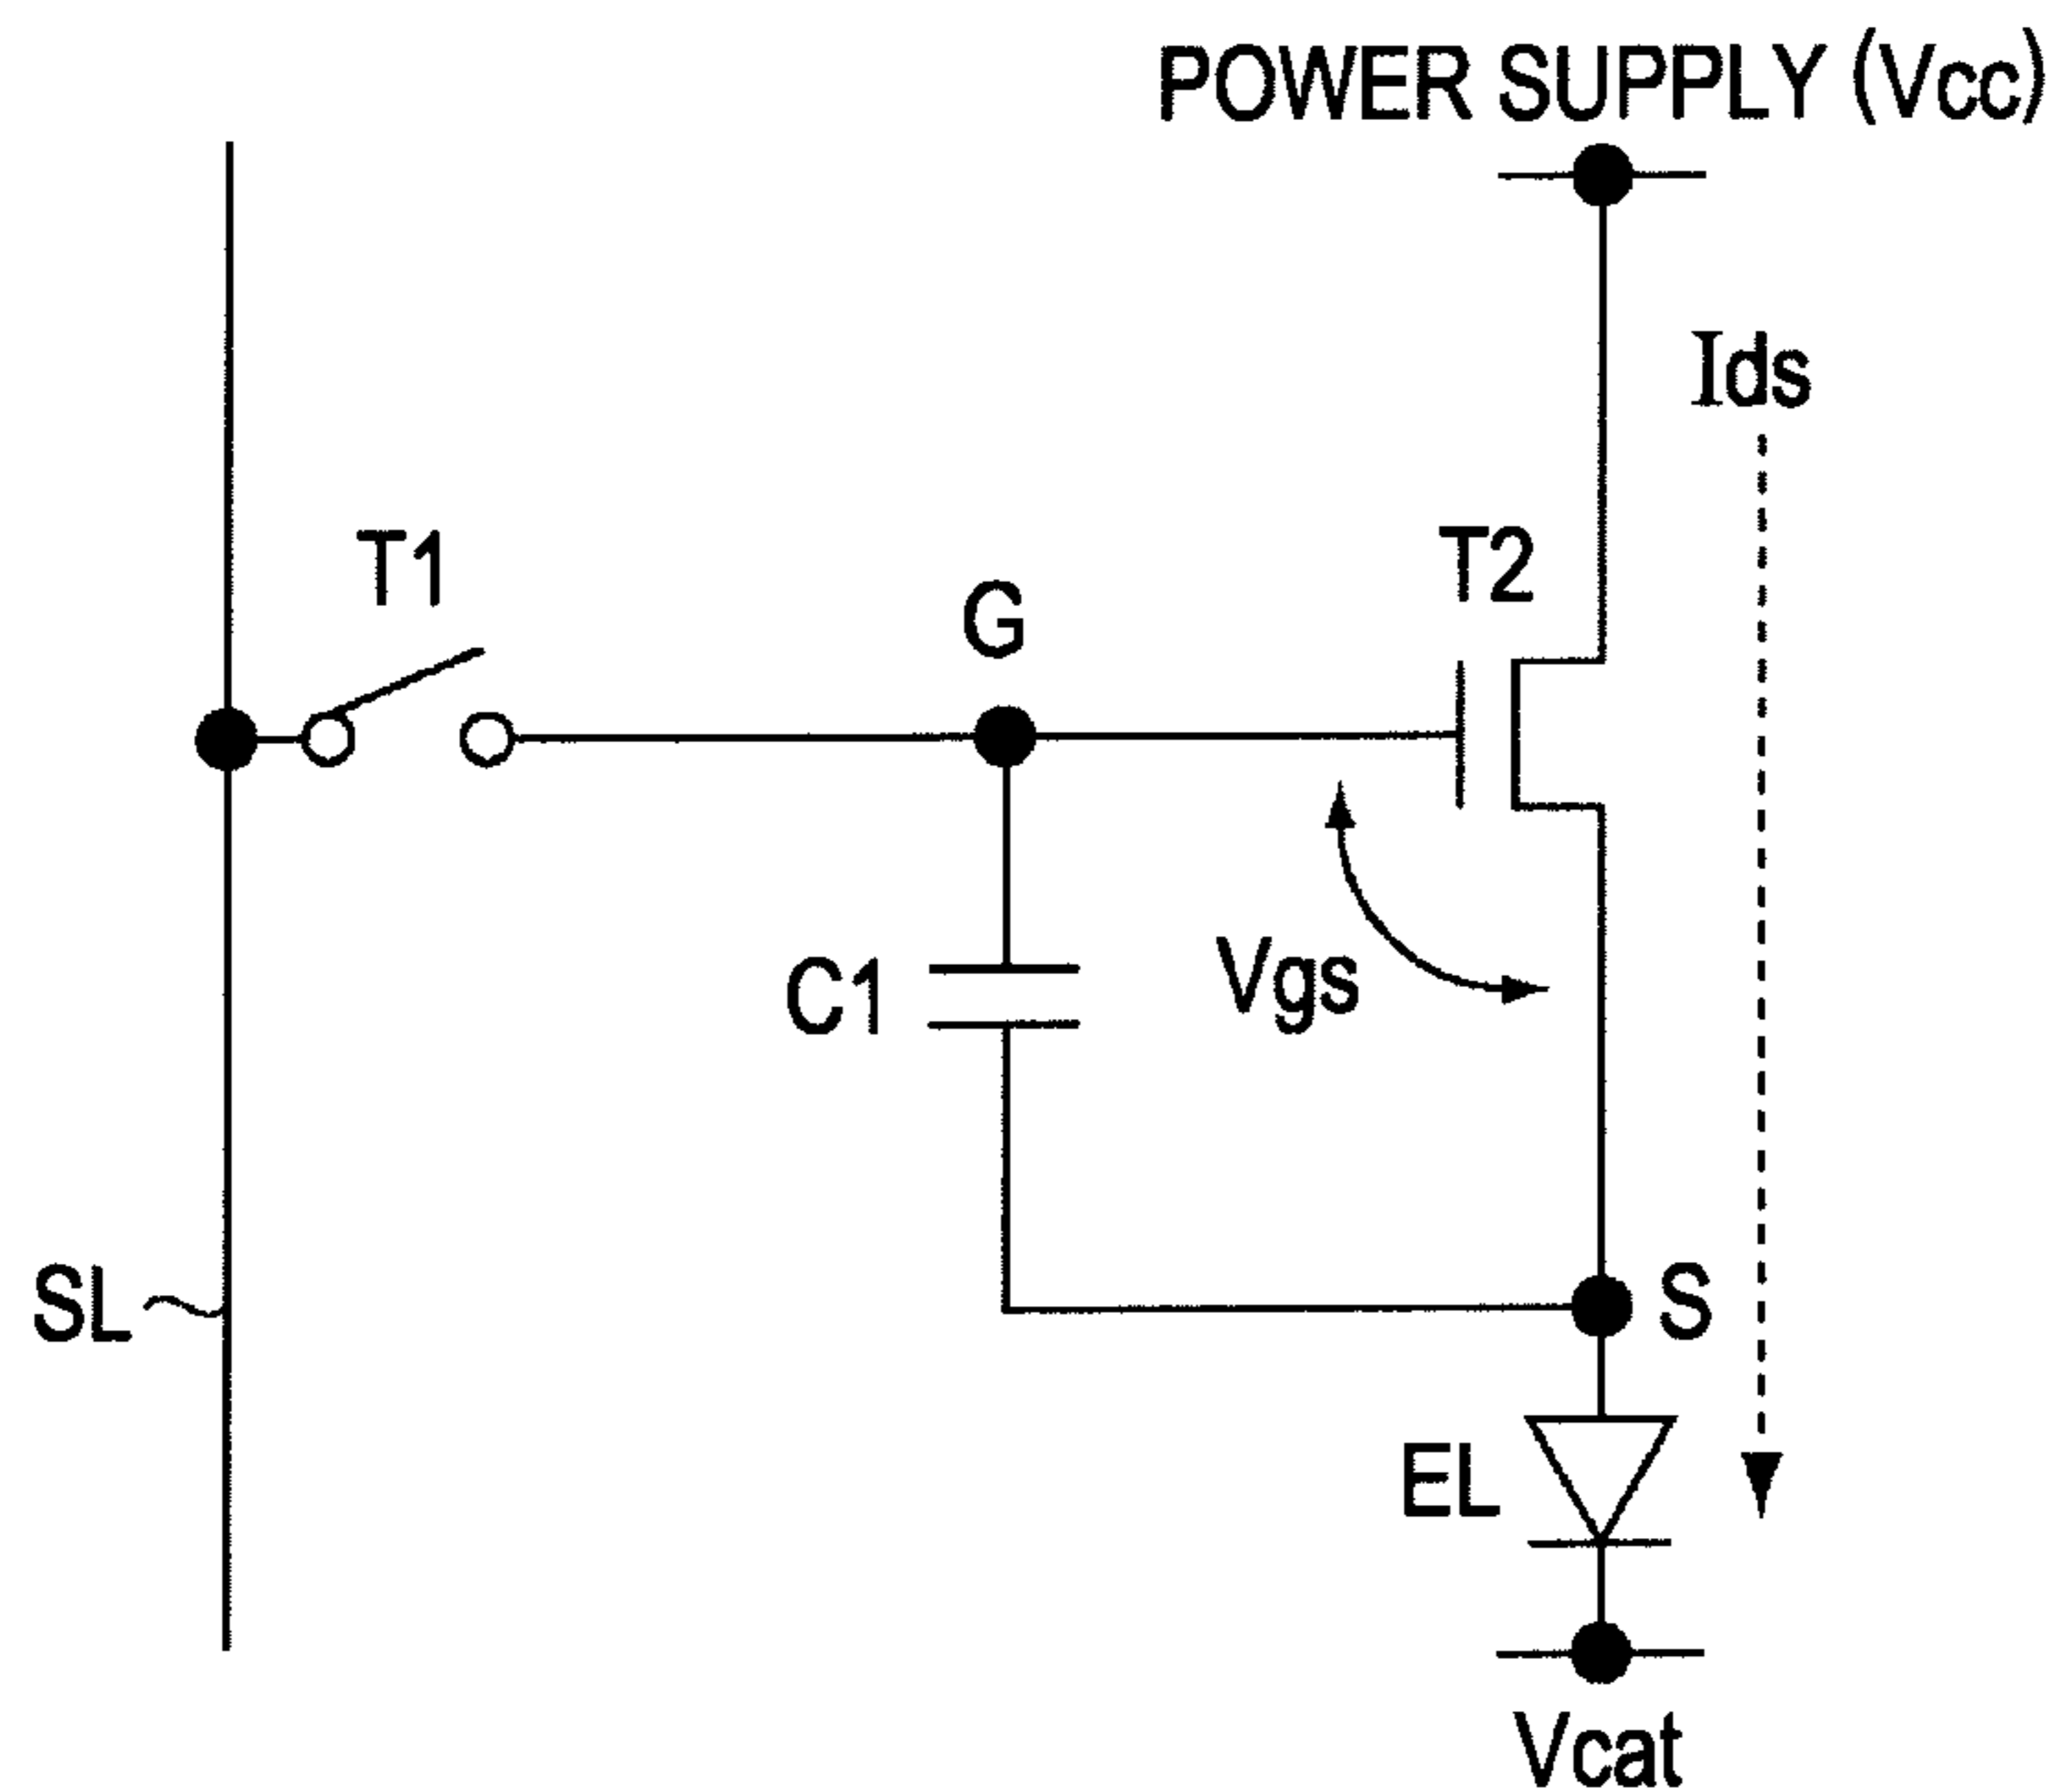 POWER SUPPLY (Vcc)
Ids
T1
T2
G
C1
Vgs
SL
S
EL
Vcat